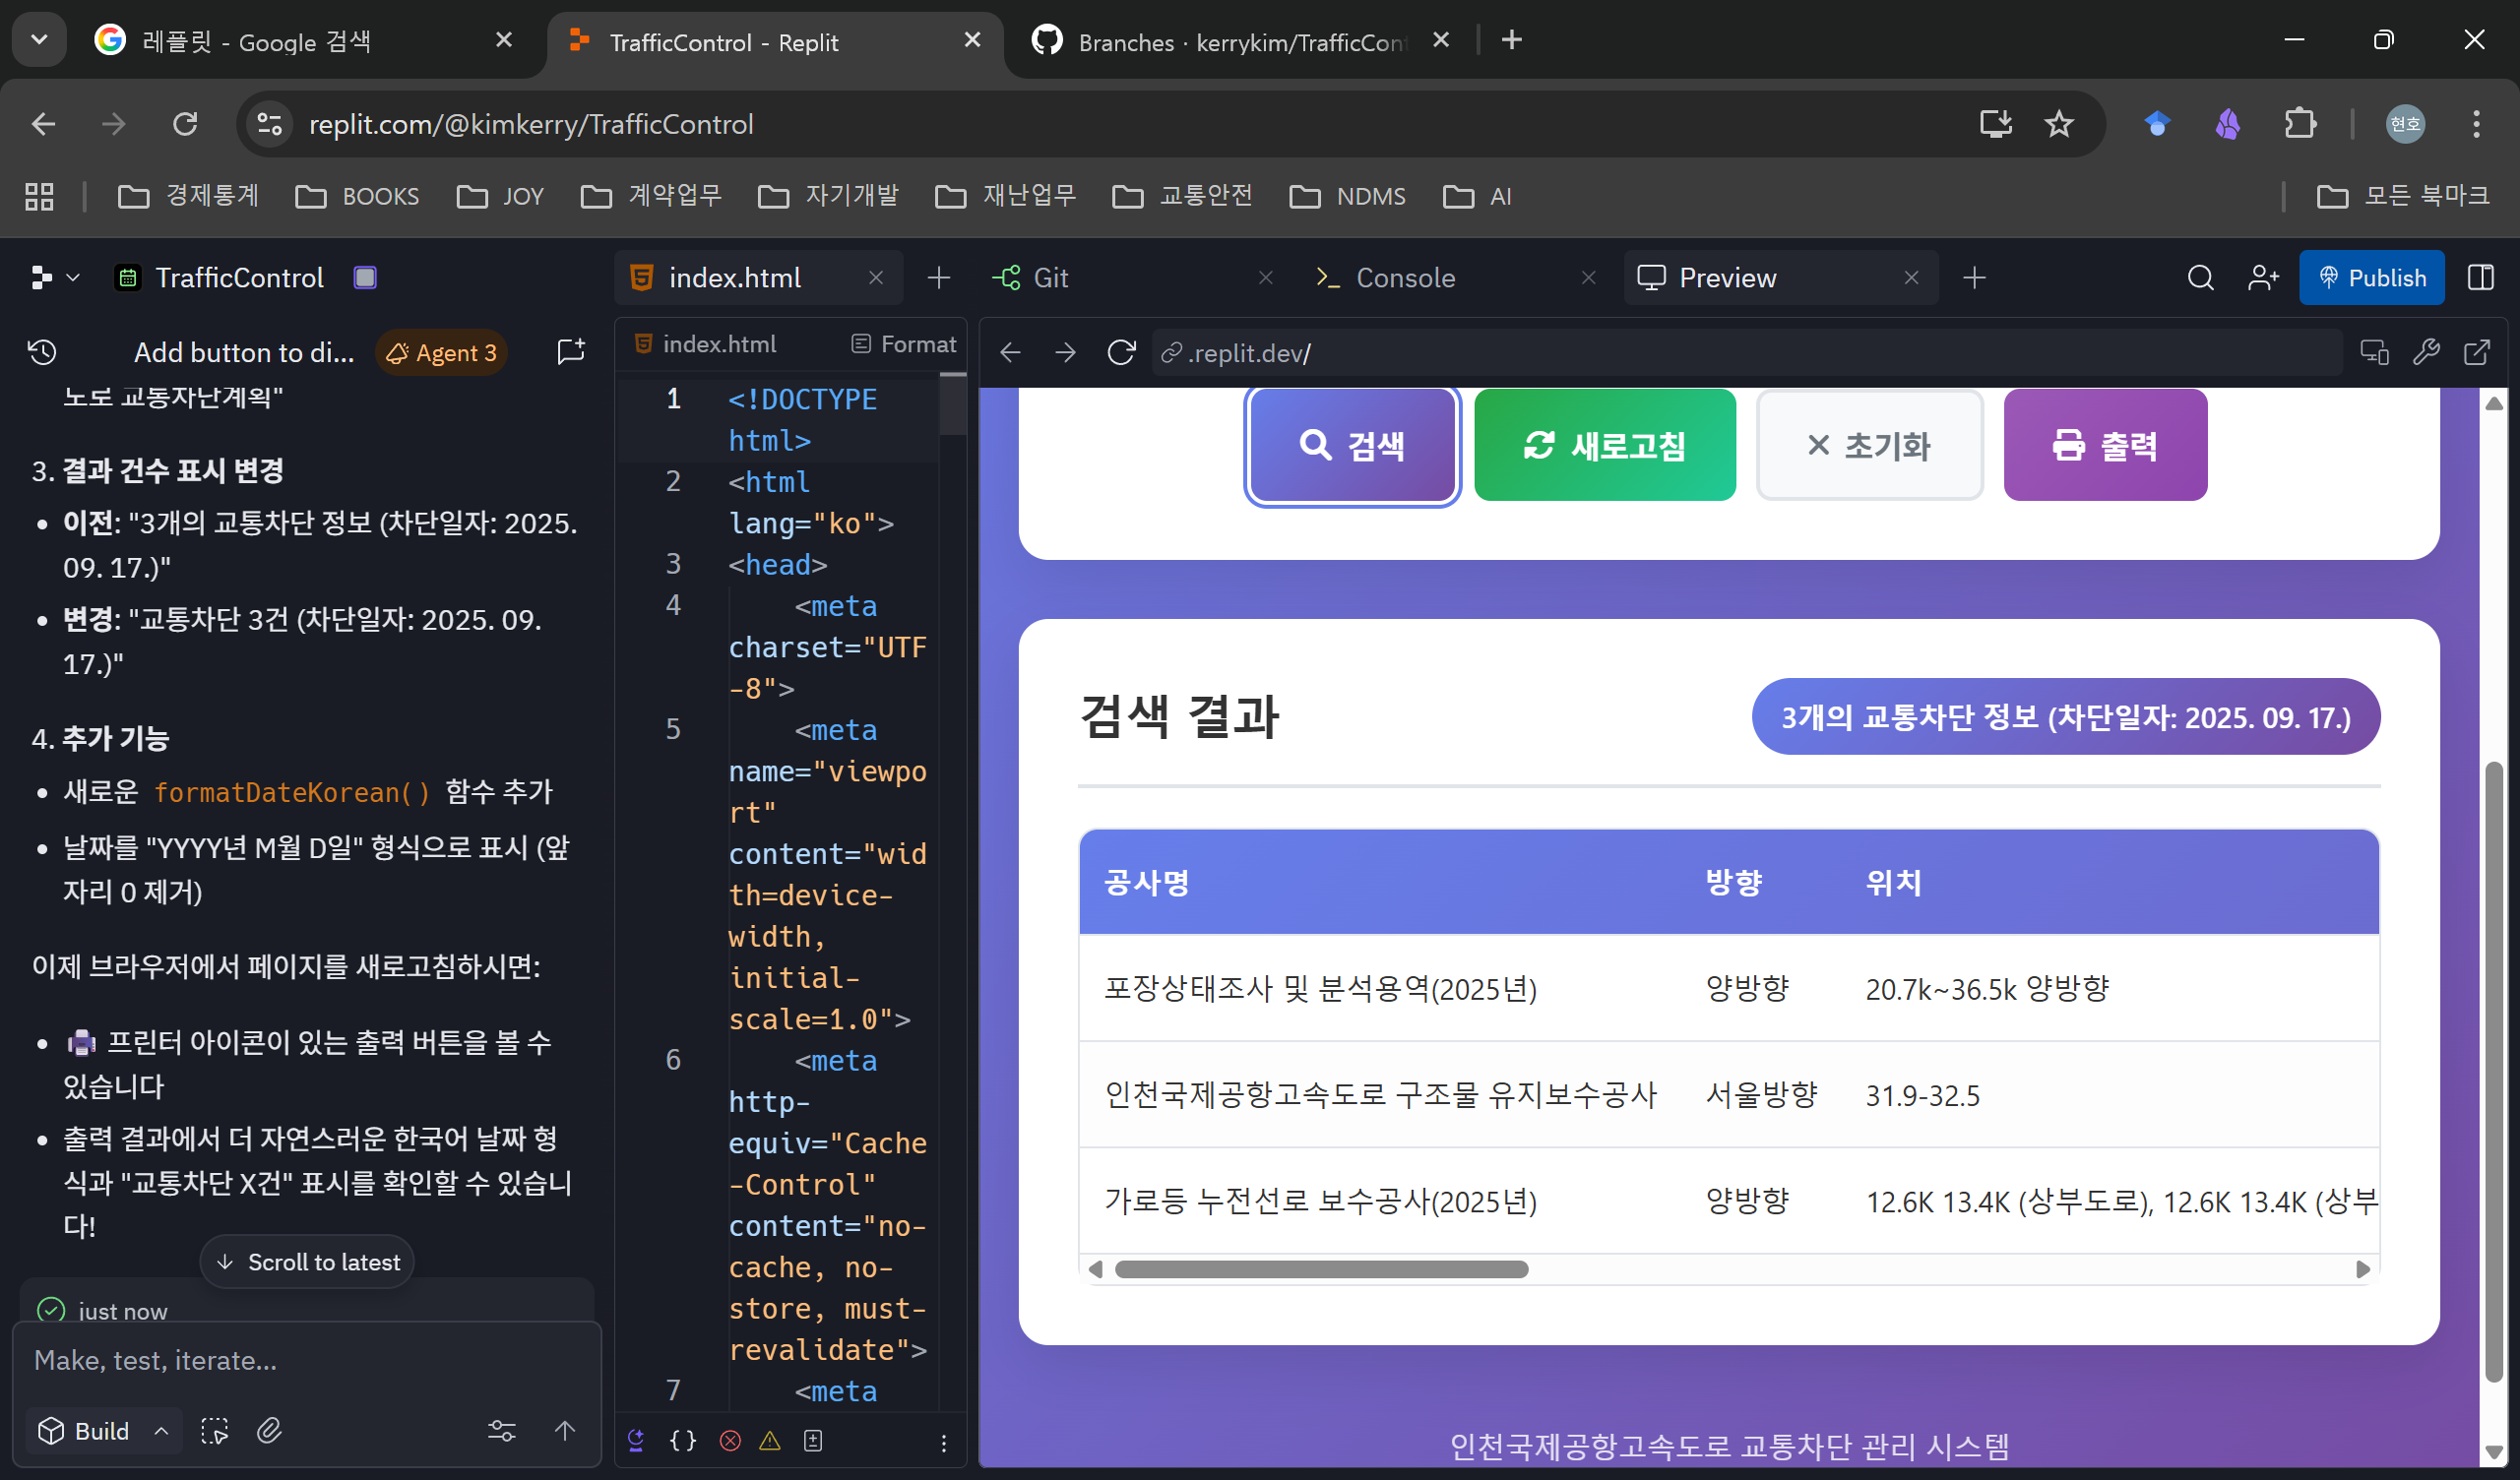 레플릿 - Google 검색
TrafficControl - Replit
Branches · kerrykim/TrafficCont
replit.com/@kimkerry/TrafficControl
현호
경제통계
BOOKS
JOY
계약업무
자기개발
재난업무
교통안전
NDMS
AI
모든 북마크
TrafficControl
index.html
Git
Console
Preview
Publish
Add button to di...
Agent 3
노로 교통차단계획"
3. 결과 건수 표시 변경
이전: "3개의 교통차단 정보 (차단일자: 2025.
09. 17.)"
변경: "교통차단 3건 (차단일자: 2025. 09.
17.)"
4. 추가 기능
새로운 formatDateKorean() 함수 추가
날짜를 "YYYY년 M월 D일" 형식으로 표시 (앞
자리 0 제거)
이제 브라우저에서 페이지를 새로고침하시면:
프린터 아이콘이 있는 출력 버튼을 볼 수
있습니다
출력 결과에서 더 자연스러운 한국어 날짜 형
식과 "교통차단 X건" 표시를 확인할 수 있습니
다!
Scroll to latest
just now
Make, test, iterate...
Build
index.html
Format
1 <!DOCTYPE
html>
2 <html
lang="ko">
3 <head>
4 <meta
charset="UTF
-8">
5 <meta
name="viewpo
rt"
content="wid
th=device-
width,
initial-
scale=1.0">
6 <meta
http-
equiv="Cache
-Control"
content="no-
cache, no-
store, must-
revalidate">
7 <meta
{}
.replit.dev/
검색
새로고침
초기화
출력
검색 결과
3개의 교통차단 정보 (차단일자: 2025. 09. 17.)
공사명 방향 위치
포장상태조사 및 분석용역(2025년) 양방향 20.7k~36.5k 양방향
인천국제공항고속도로 구조물 유지보수공사 서울방향 31.9-32.5
가로등 누전선로 보수공사(2025년) 양방향 12.6K 13.4K (상부도로), 12.6K 13.4K (상부
인천국제공항고속도로 교통차단 관리 시스템